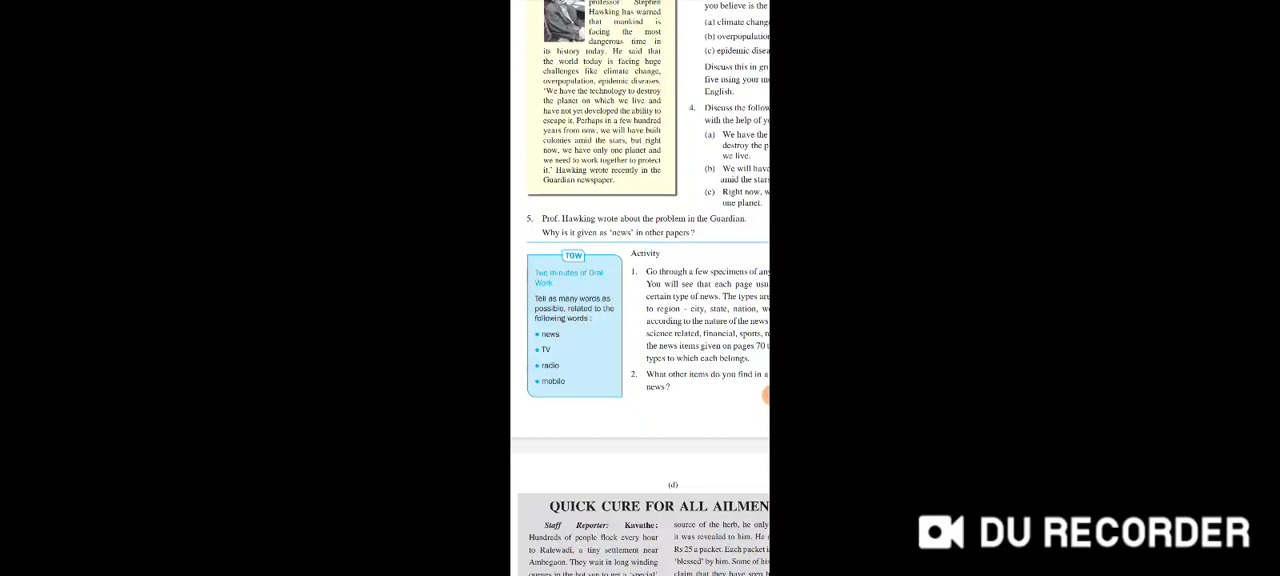 professor Stephen
Hawking has warned
that mankind is
facing the most
dangerous time in
its history today. He said that
the world today is facing huge
challenges like climate change,
overpopulation, epidemic diseases.
'We have the technology to destroy
the planet on which we live and
have not yet developed the ability to
escape it. Perhaps in a few hundred
years from now, we will have built
colonies amid the stars, but right
now, we have only one planet and
we need to work together to protect
it.' Hawking wrote recently in the
Guardian newspaper.
you believe is the
(a) climate chang
(b) overpopulatio
(c) epidemic disea
Discuss this in gr
five using your m
English.
4. Discuss the follow
with the help of yo
(a) We have the
destroy the p
we live.
(b) We will have
amid the stars
(c) Right now, w
one planet.
5. Prof. Hawking wrote about the problem in the Guardian.
Why is it given as 'news' in other papers?
TOW
Two minutes of Oral
Work
Tell as many words as
possible, related to the
following words :
• news
• TV
• radio
• mobile
Activity
1. Go through a few specimens of any
You will see that each page usu
certain type of news. The types are
to region - city, state, nation, w
according to the nature of the news
science related, financial, sports, r
the news items given on pages 70 t
types to which each belongs.
2. What other items do you find in a
news?
(d)
QUICK CURE FOR ALL AILMEN
Staff Reporter: Kavathe:
Hundreds of people flock every hour
to Ralewadi, a tiny settlement near
Ambegaon. They wait in long winding
queues in the hot sun to get a 'special'
source of the herb, he only
it was revealed to him. He
Rs 25 a packet. Each packet i
'blessed' by him. Some of hi
claim that they have seen
DU RECORDER